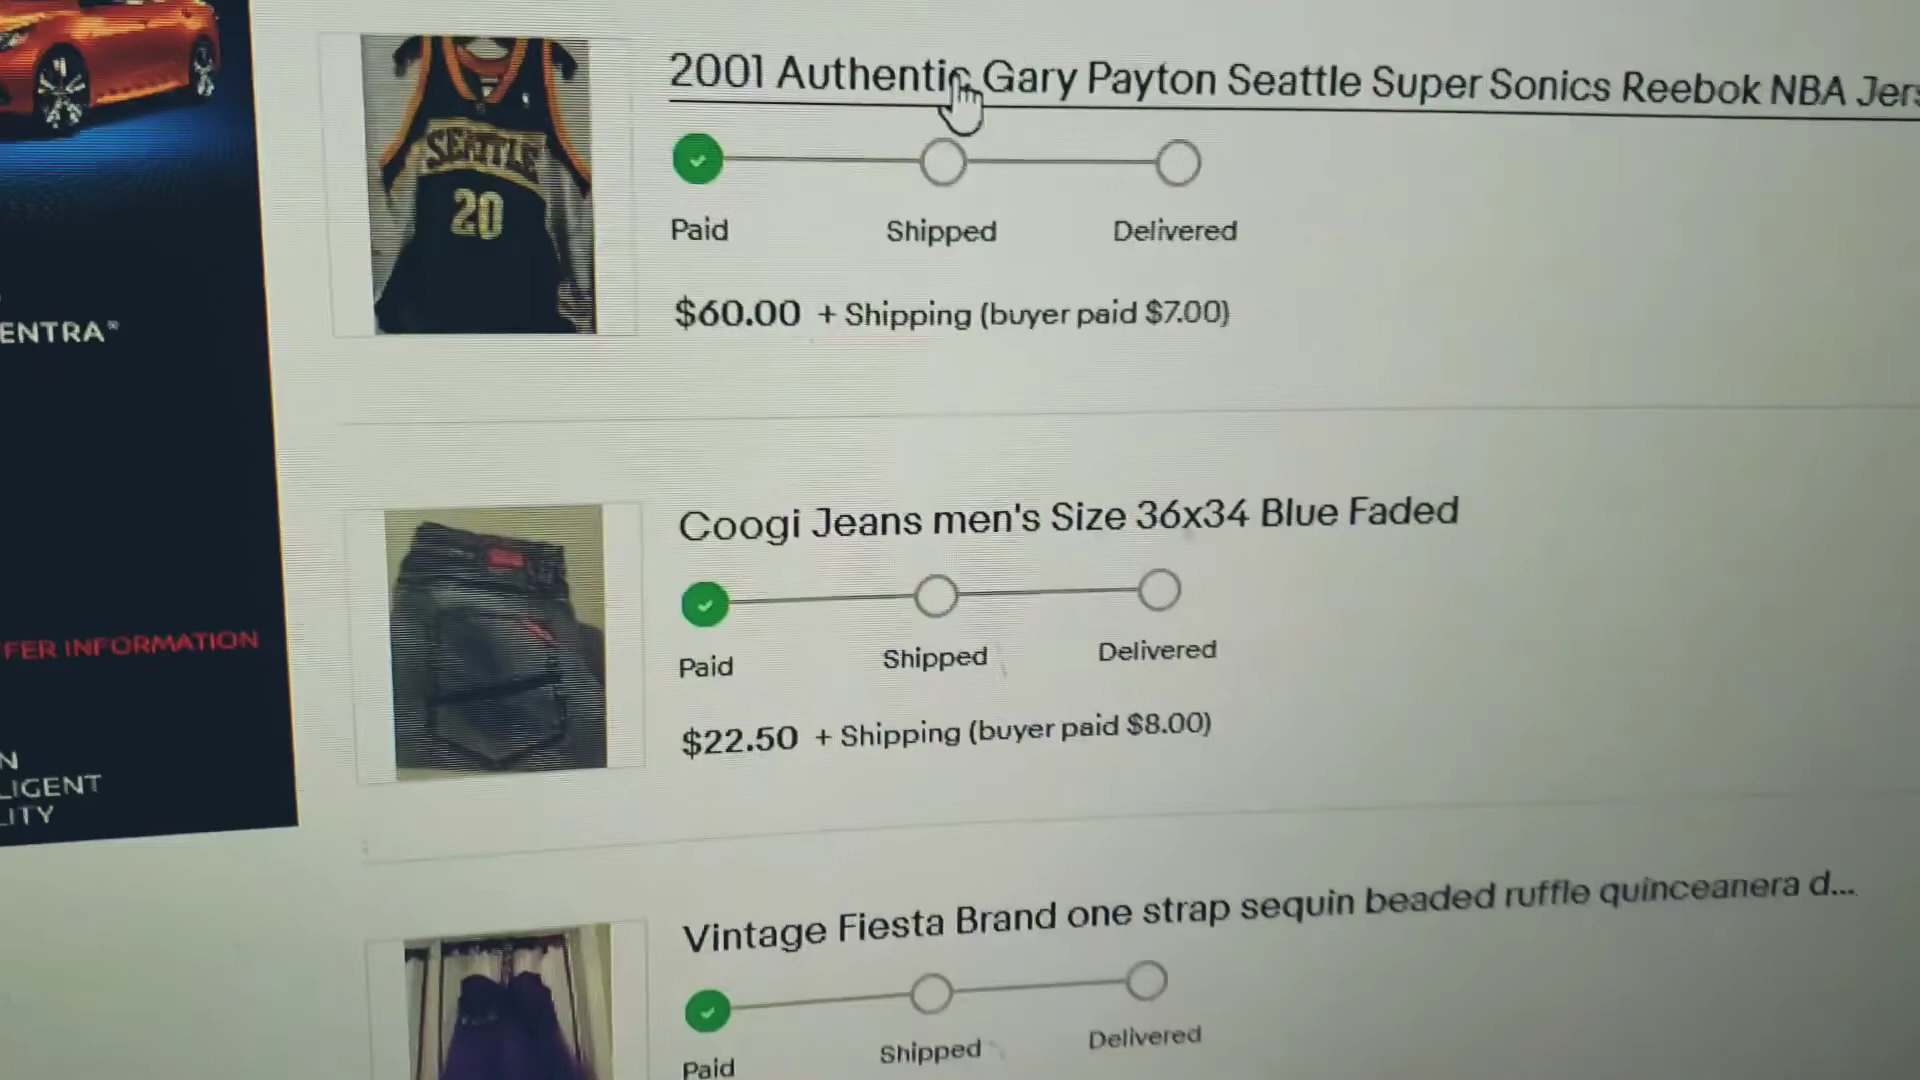 2001 Authentic Gary Payton Seattle Super Sonics Reebok NBA Jers
SEATTLE
20
Paid
Shipped
Delivered
$60.00 + Shipping (buyer paid $7.00)
ENTRA®
Coogi Jeans men's Size 36x34 Blue Faded
Paid
Shipped
Delivered
$22.50 + Shipping (buyer paid $8.00)
FER INFORMATION
N
LIGENT
LITY
Vintage Fiesta Brand one strap sequin beaded ruffle quinceanera d...
Paid
Shipped
Delivered